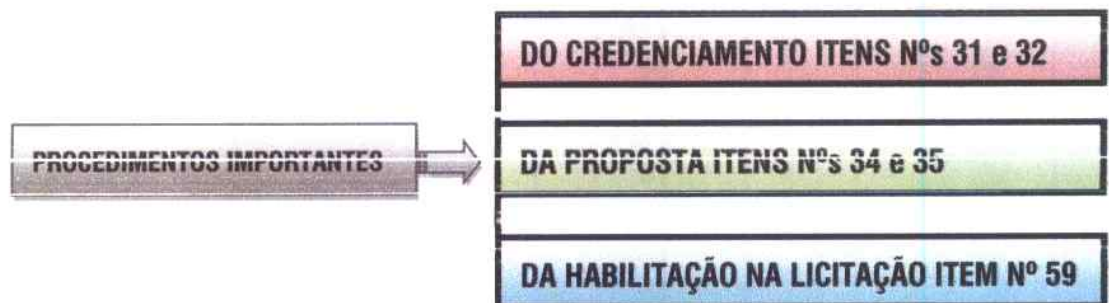 DO CREDENCIAMENTO ITENS Nºs 31 e 32
PROCEDIMENTOS IMPORTANTES
DA PROPOSTA ITENS Nºs 34 e 35
DA HABILITAÇÃO NA LICITAÇÃO ITEM Nº 59